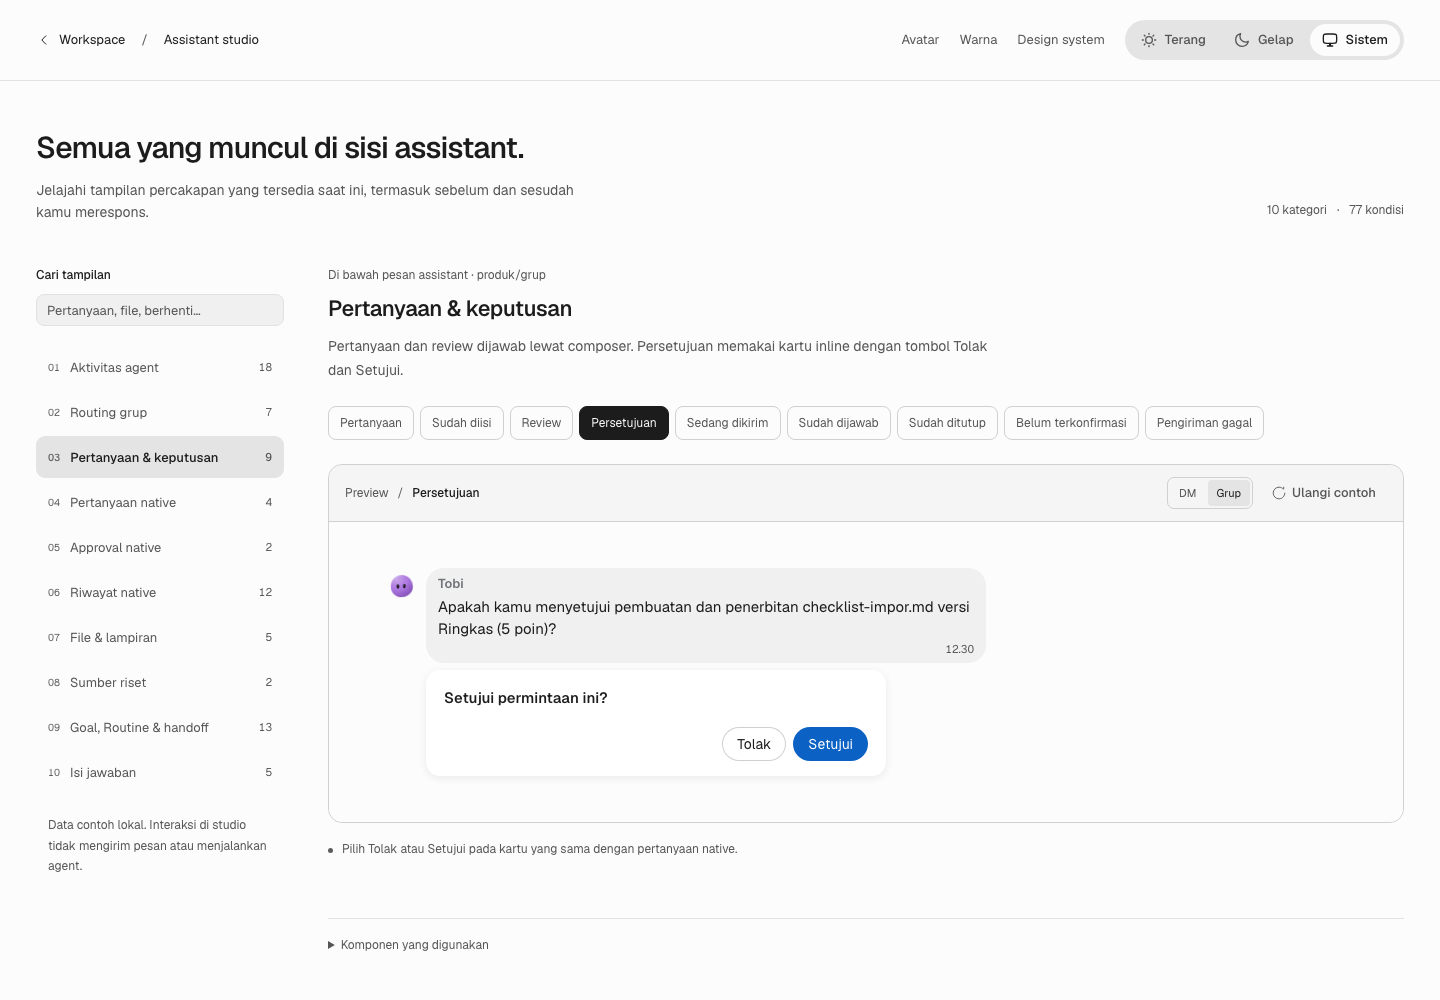 Workspace / Assistant studio
Avatar Warna Design system Terang Gelap Sistem
Semua yang muncul di sisi assistant.
Jelajahi tampilan percakapan yang tersedia saat ini, termasuk sebelum dan sesudah
kamu merespons.
10 kategori · 77 kondisi
Cari tampilan
Pertanyaan, file, berhenti...
01 Aktivitas agent 18
02 Routing grup 7
03 Pertanyaan & keputusan 9
04 Pertanyaan native 4
05 Approval native 2
06 Riwayat native 12
07 File & lampiran 5
08 Sumber riset 2
09 Goal, Routine & handoff 13
10 Isi jawaban 5
Data contoh lokal. Interaksi di studio
tidak mengirim pesan atau menjalankan
agent.
Di bawah pesan assistant · produk/grup
Pertanyaan & keputusan
Pertanyaan dan review dijawab lewat composer. Persetujuan memakai kartu inline dengan tombol Tolak
dan Setujui.
Pertanyaan Sudah diisi Review Persetujuan Sedang dikirim Sudah dijawab Sudah ditutup Belum terkonfirmasi Pengiriman gagal
Preview / Persetujuan
DM Grup Ulangi contoh
Tobi
Apakah kamu menyetujui pembuatan dan penerbitan checklist-impor.md versi
Ringkas (5 poin)?
12.30
Setujui permintaan ini?
Tolak Setujui
Pilih Tolak atau Setujui pada kartu yang sama dengan pertanyaan native.
Komponen yang digunakan